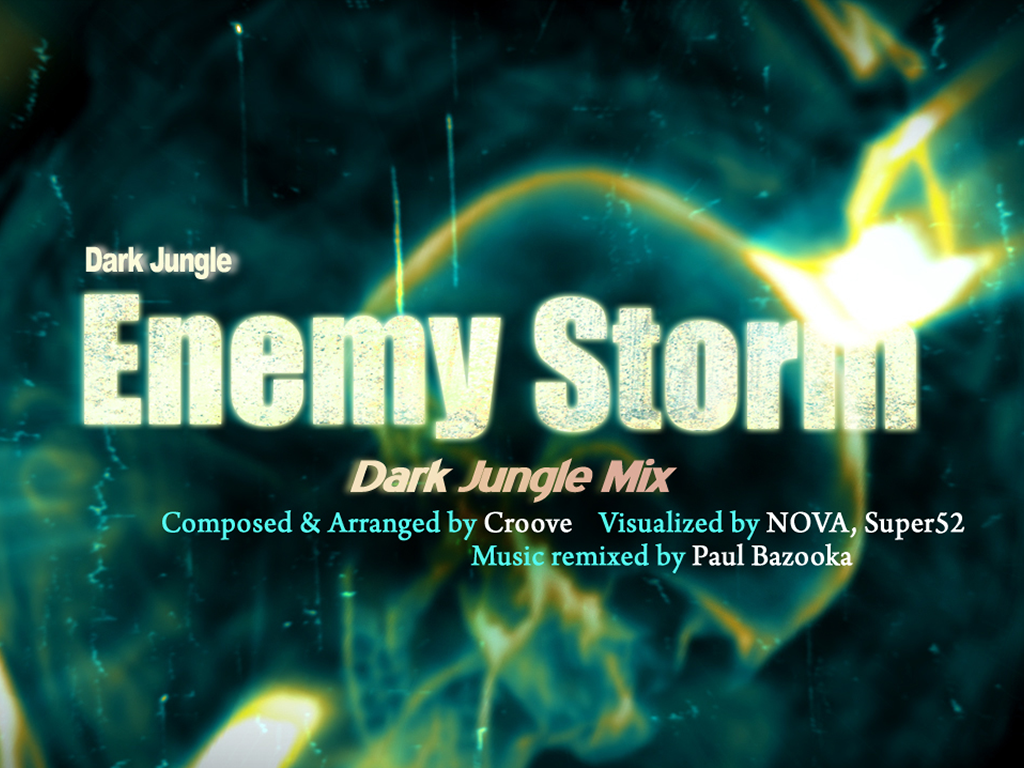 Dark Jungle
Enemy Storm
Dark Jungle Mix
Composed & Arranged by Croove Visualized by NOVA, Super52
Music remixed by Paul Bazooka